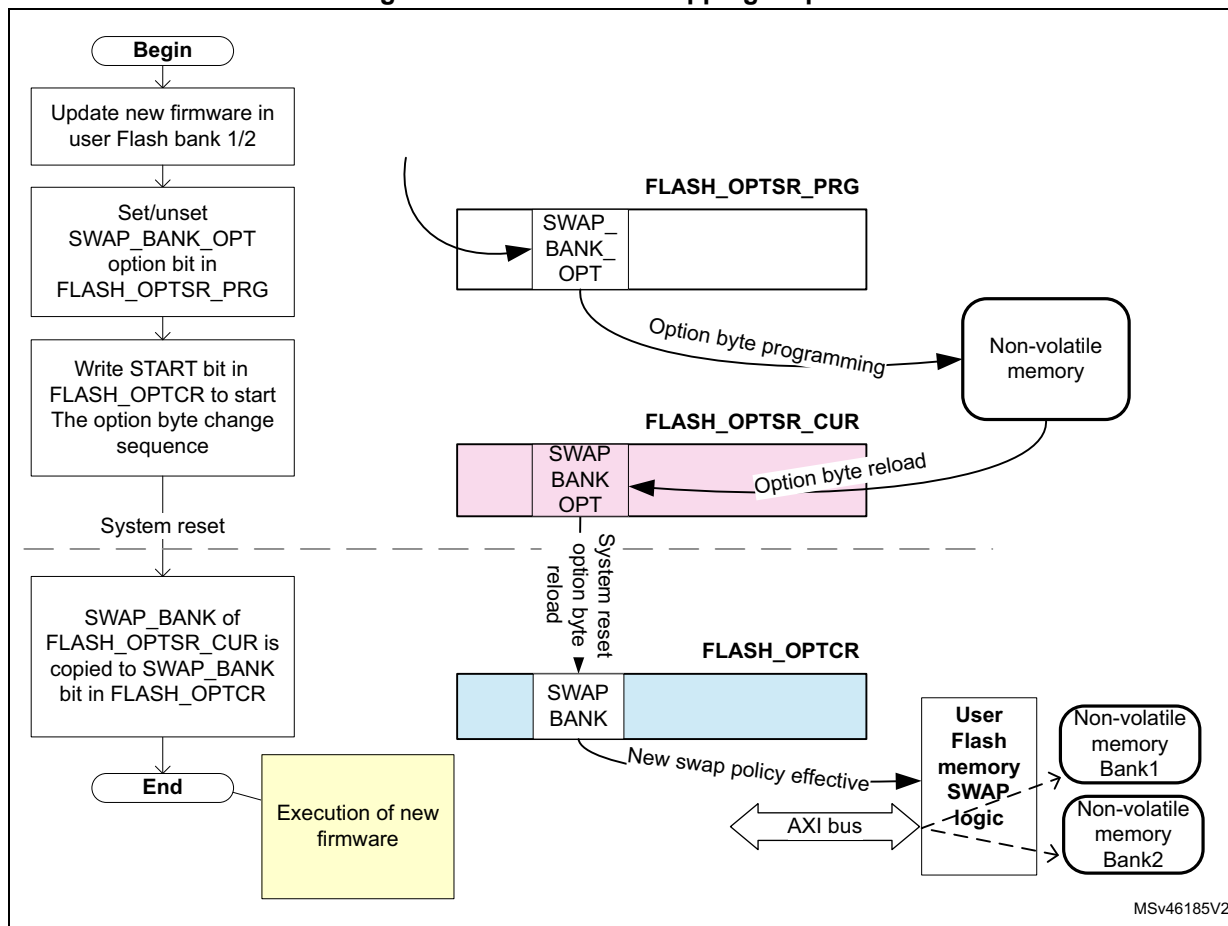 Begin
Update new firmware in
user Flash bank 1/2
Set/unset
SWAP_BANK_OPT
option bit in
FLASH_OPTSR_PRG
Write START bit in
FLASH_OPTCR to start
The option byte change
sequence
System reset
SWAP_BANK of
FLASH_OPTSR_CUR is
copied to SWAP_BANK
bit in FLASH_OPTCR
End
Execution of new
firmware
FLASH_OPTSR_PRG
SWAP_
BANK_
OPT
Option byte programming
Non-volatile
memory
FLASH_OPTSR_CUR
SWAP
BANK
OPT
Option byte reload
System reset
option byte
reload
FLASH_OPTCR
SWAP
BANK
New swap policy effective
AXI bus
User
Flash
memory
SWAP
logic
Non-volatile
memory
Bank1
Non-volatile
memory
Bank2
MSv46185V2